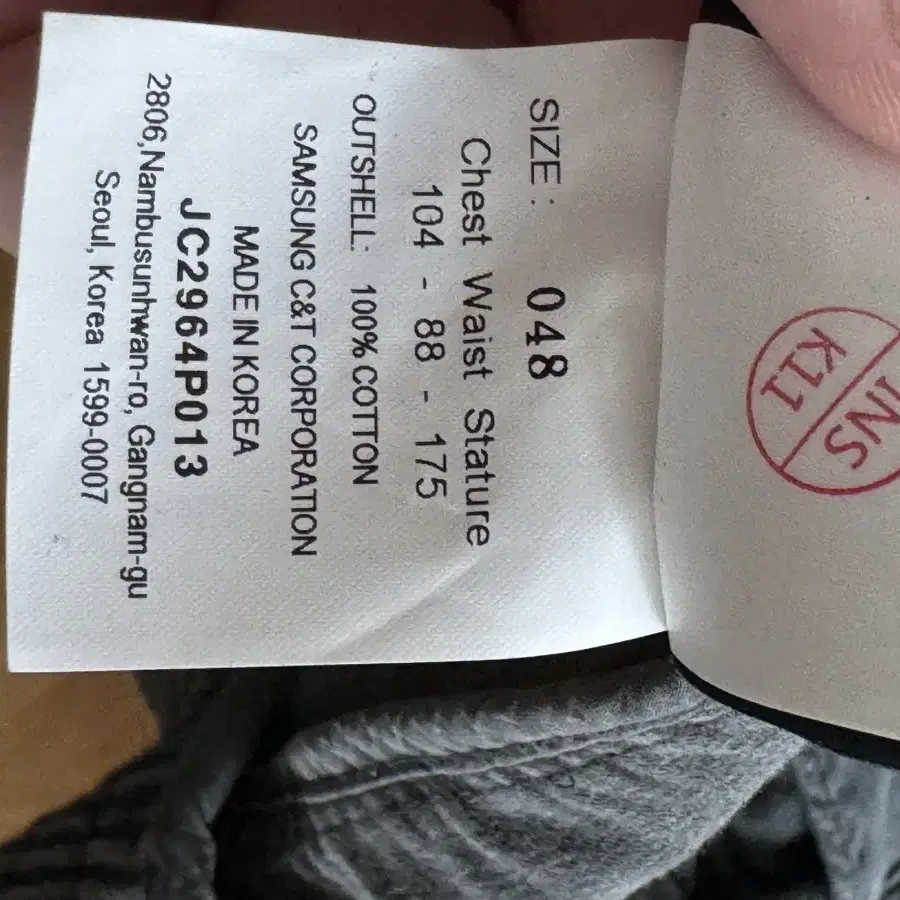 SIZE : 048
Chest Waist Stature
104 - 88 - 175
OUTSHELL: 100% COTTON
SAMSUNG C&T CORPORATION
MADE IN KOREA
JC2964P013
2806,Nambusunhwan-ro, Gangnam-gu
Seoul, Korea 1599-0007
INS
K11